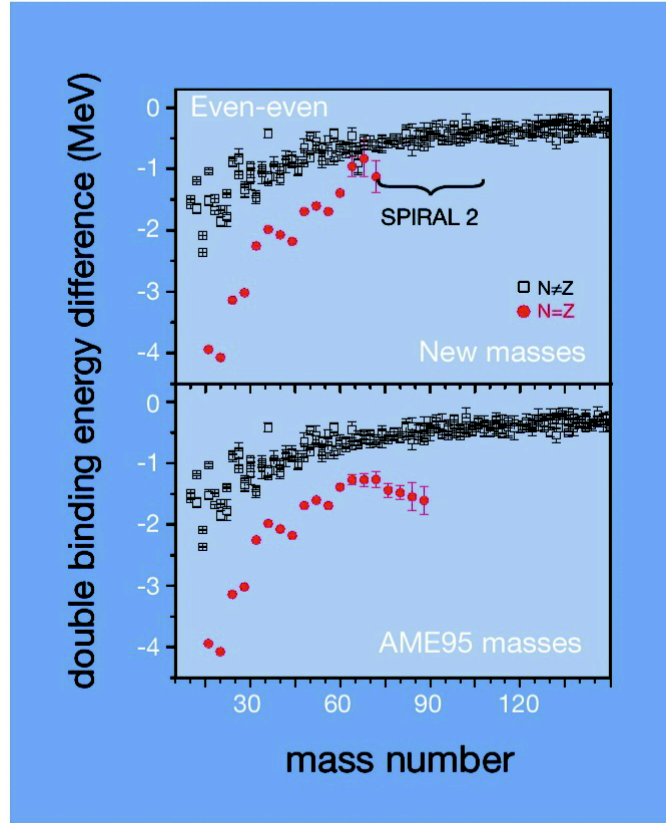 double binding energy difference (MeV)
Even-even
0
-1
-2
-3
-4
SPIRAL 2
N≠Z
N=Z
New masses
0
-1
-2
-3
-4
AME95 masses
30 60 90 120
mass number